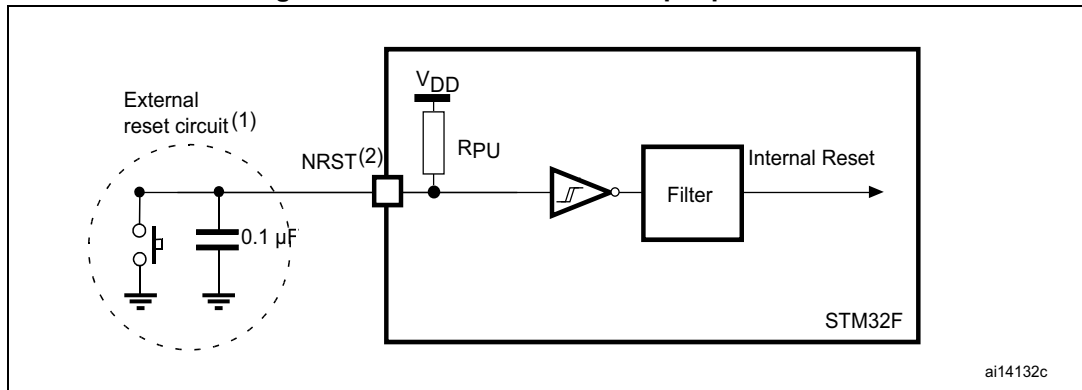 VDD
External
reset circuit(1)
NRST(2)
RPU
Internal Reset
Filter
0.1 µF
STM32F
ai14132c